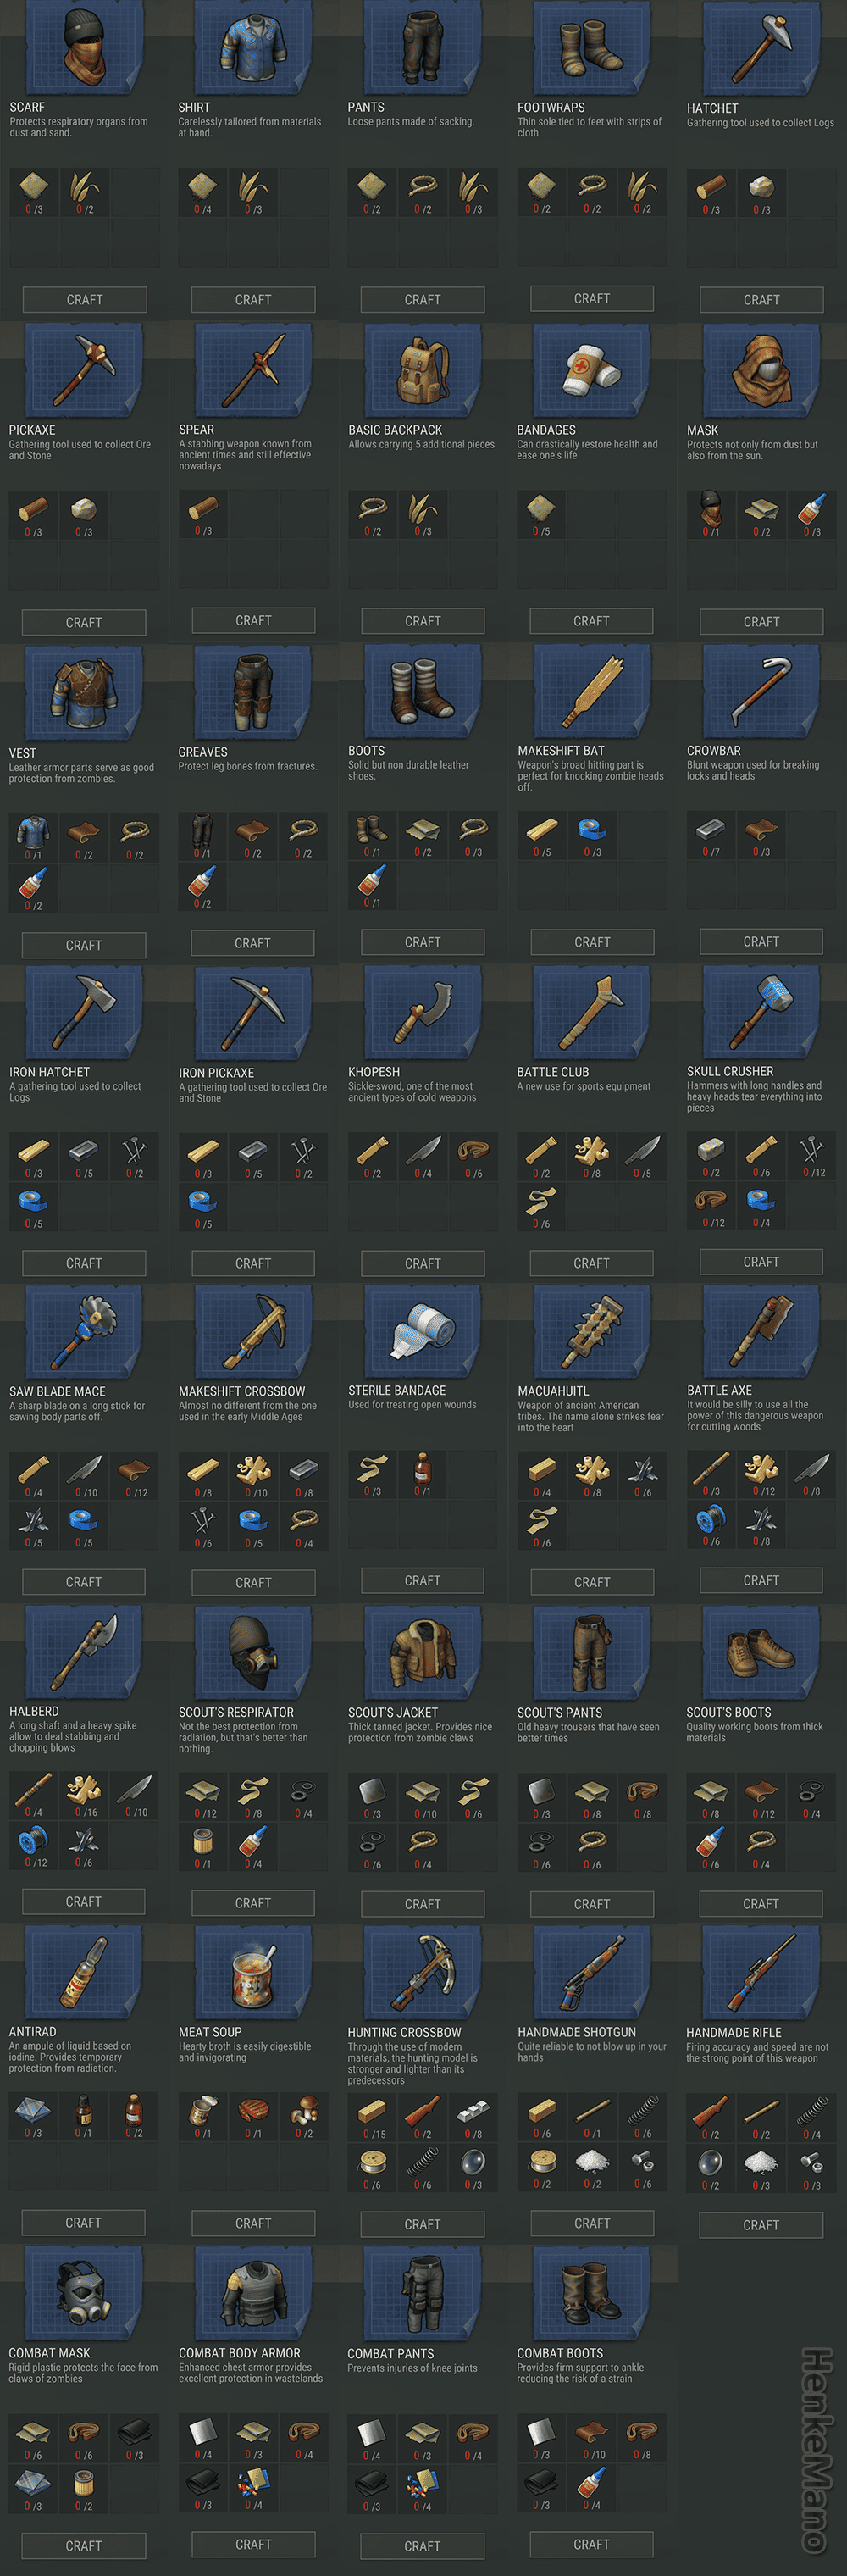 SCARF
Protects respiratory organs from
dust and sand.
0 /3
0 /2
CRAFT
SHIRT
Carelessly tailored from materials
at hand.
0 /4
0 /3
CRAFT
PANTS
Loose pants made of sacking.
0 /2
0 /2
0 /3
CRAFT
FOOTWRAPS
Thin sole tied to feet with strips of
cloth.
0 /2
0 /2
0 /2
CRAFT
HATCHET
Gathering tool used to collect Logs
0 /3
0 /3
CRAFT
PICKAXE
Gathering tool used to collect Ore
and Stone
0 /3
0 /3
CRAFT
SPEAR
A stabbing weapon known from
ancient times and still effective
nowadays
0 /3
CRAFT
BASIC BACKPACK
Allows carrying 5 additional pieces
0 /2
0 /3
CRAFT
BANDAGES
Can drastically restore health and
ease one's life
0 /5
CRAFT
MASK
Protects not only from dust but
also from the sun.
0 /1
0 /2
0 /3
CRAFT
VEST
Leather armor parts serve as good
protection from zombies.
0 /1
0 /2
0 /2
0 /2
CRAFT
GREAVES
Protect leg bones from fractures.
0 /1
0 /2
0 /2
0 /2
CRAFT
BOOTS
Solid but non durable leather
shoes.
0 /1
0 /2
0 /3
0 /1
CRAFT
MAKESHIFT BAT
Weapon's broad hitting part is
perfect for knocking zombie heads
off.
0 /5
0 /3
CRAFT
CROWBAR
Blunt weapon used for breaking
locks and heads
0 /7
0 /3
CRAFT
IRON HATCHET
A gathering tool used to collect
Logs
0 /3
0 /5
0 /2
0 /5
CRAFT
IRON PICKAXE
A gathering tool used to collect Ore
and Stone
0 /3
0 /5
0 /2
0 /5
CRAFT
KHOPESH
Sickle-sword, one of the most
ancient types of cold weapons
0 /2
0 /4
0 /6
CRAFT
BATTLE CLUB
A new use for sports equipment
0 /2
0 /8
0 /5
0 /6
CRAFT
SKULL CRUSHER
Hammers with long handles and
heavy heads tear everything into
pieces
0 /2
0 /6
0 /12
0 /12
0 /4
CRAFT
SAW BLADE MACE
A sharp blade on a long stick for
sawing body parts off.
0 /4
0 /10
0 /12
0 /5
0 /5
CRAFT
MAKESHIFT CROSSBOW
Almost no different from the one
used in the early Middle Ages
0 /8
0 /10
0 /8
0 /6
0 /5
0 /4
CRAFT
STERILE BANDAGE
Used for treating open wounds
0 /3
0 /1
CRAFT
MACUAHUITL
Weapon of ancient American
tribes. The name alone strikes fear
into the heart
0 /4
0 /8
0 /6
0 /6
CRAFT
BATTLE AXE
It would be silly to use all the
power of this dangerous weapon
for cutting woods
0 /3
0 /12
0 /8
0 /6
0 /8
CRAFT
HALBERD
A long shaft and a heavy spike
allow to deal stabbing and
chopping blows
0 /4
0 /16
0 /10
0 /12
0 /6
CRAFT
SCOUT'S RESPIRATOR
Not the best protection from
radiation, but that's better than
nothing.
0 /12
0 /8
0 /4
0 /1
0 /4
CRAFT
SCOUT'S JACKET
Thick tanned jacket. Provides nice
protection from zombie claws
0 /3
0 /10
0 /6
0 /6
0 /4
CRAFT
SCOUT'S PANTS
Old heavy trousers that have seen
better times
0 /3
0 /8
0 /8
0 /6
0 /6
CRAFT
SCOUT'S BOOTS
Quality working boots from thick
materials
0 /8
0 /12
0 /4
0 /6
0 /4
CRAFT
ANTIRAD
An ampule of liquid based on
iodine. Provides temporary
protection from radiation.
0 /3
0 /1
0 /2
CRAFT
MEAT SOUP
Hearty broth is easily digestible
and invigorating
0 /1
0 /1
0 /2
CRAFT
HUNTING CROSSBOW
Through the use of modern
materials, the hunting model is
stronger and lighter than its
predecessors
0 /15
0 /2
0 /8
0 /6
0 /6
0 /3
CRAFT
HANDMADE SHOTGUN
Quite reliable to not blow up in your
hands
0 /6
0 /1
0 /6
0 /2
0 /2
0 /6
CRAFT
HANDMADE RIFLE
Firing accuracy and speed are not
the strong point of this weapon
0 /2
0 /2
0 /4
0 /2
0 /3
0 /3
CRAFT
COMBAT MASK
Rigid plastic protects the face from
claws of zombies
0 /6
0 /6
0 /3
0 /3
0 /2
CRAFT
COMBAT BODY ARMOR
Enhanced chest armor provides
excellent protection in wastelands
0 /4
0 /3
0 /4
0 /3
0 /4
CRAFT
COMBAT PANTS
Prevents injuries of knee joints
0 /4
0 /3
0 /4
0 /3
0 /4
CRAFT
COMBAT BOOTS
Provides firm support to ankle
reducing the risk of a strain
0 /3
0 /10
0 /8
0 /3
0 /4
CRAFT
HenkeMano